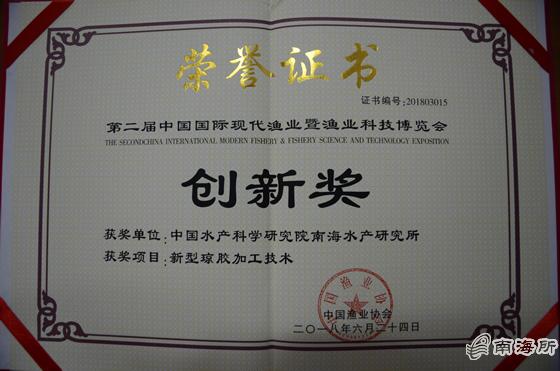 荣誉证书
证书编号:201803015
第二届中国国际现代渔业暨渔业科技博览会
THE SECONDCHINA INTERNATIONAL MODERN FISHERY & FISHERY SCIENCE AND TECHNOLOGY EXPOSITION
创新奖
获奖单位:中国水产科学研究院南海水产研究所
获奖项目:新型琼胶加工技术
中国渔业协会
中国渔业协会
二〇一八年六月二十四日
南海所